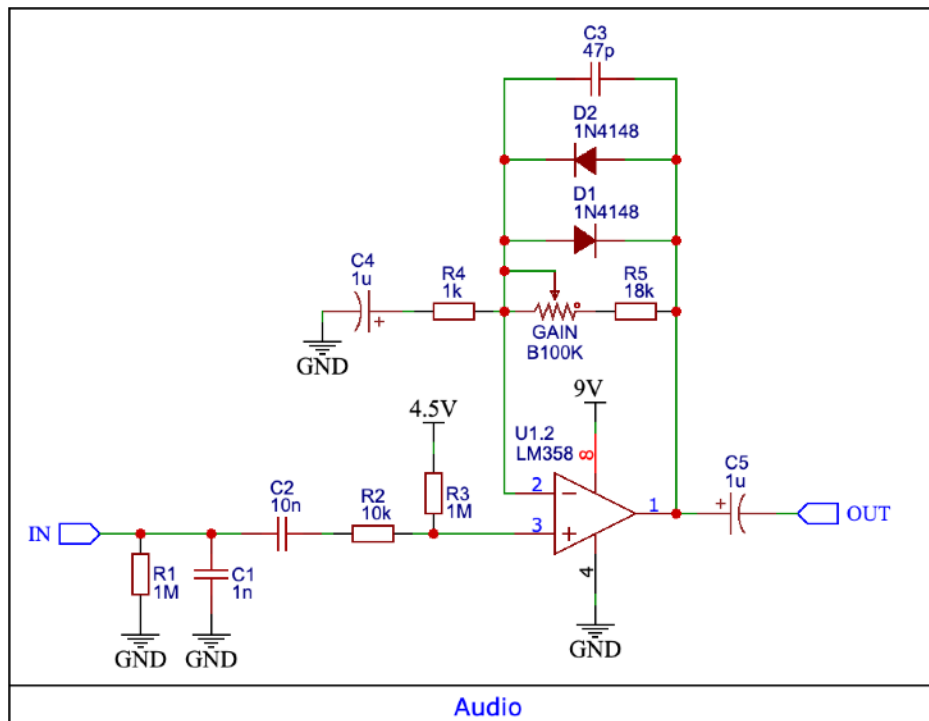 C3
47p
D2
1N4148
D1
1N4148
C4
1u
R4
1k
R5
18k
GAIN
B100K
GND
4.5V
9V
U1.2
LM358
8
C2
10n
R2
10k
R3
1M
2
1
3
4
C5
1u
IN
OUT
R1
1M
C1
1n
GND
GND
GND
Audio